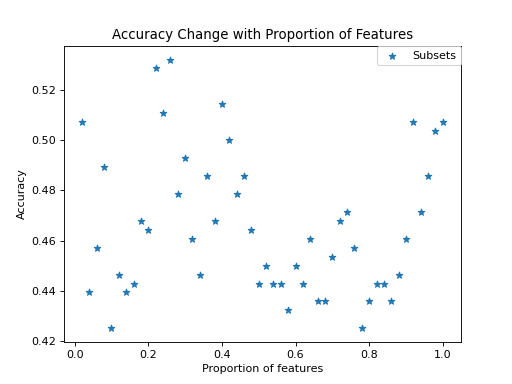 Accuracy Change with Proportion of Features
Subsets
0.52
0.50
0.48
0.46
0.44
0.42
Accuracy
0.0 0.2 0.4 0.6 0.8 1.0
Proportion of features